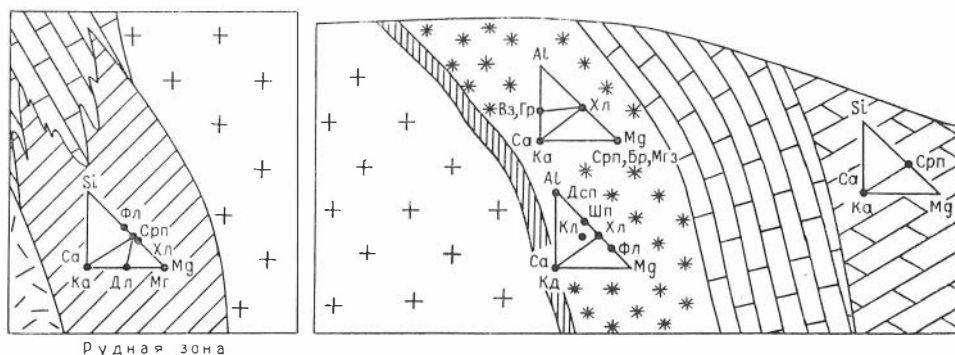 Si
Фл
Срп
Хл
Ca
Mg
Ка
Дл
Мг
Рудная зона
Al
Вз,Гр
Хл
Ca
Mg
Ка
Срп,Бр,Мгз
Al
Дсп
Шп
Кл
Хл
Фл
Ca
Mg
Кд
Si
Срп
Ca
Ка
Mg